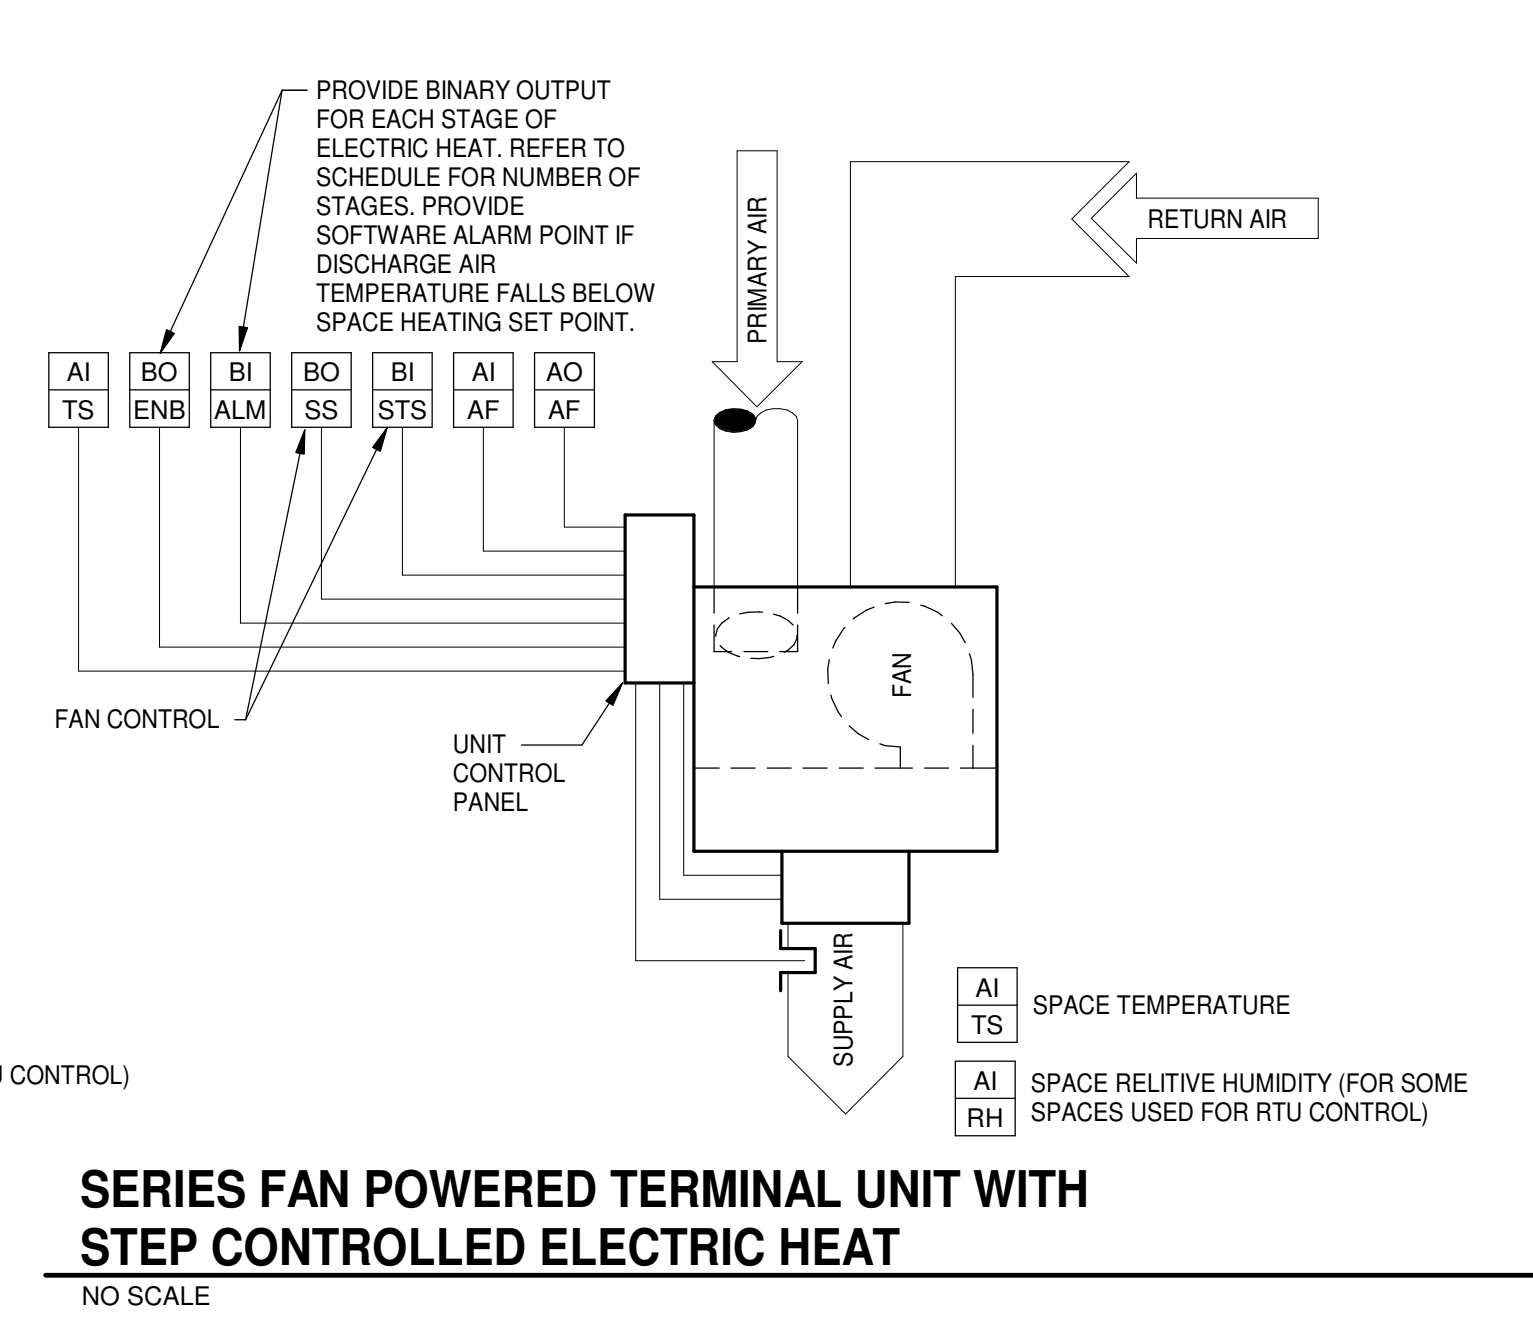 PROVIDE BINARY OUTPUT
FOR EACH STAGE OF
ELECTRIC HEAT. REFER TO
SCHEDULE FOR NUMBER OF
STAGES. PROVIDE
SOFTWARE ALARM POINT IF
DISCHARGE AIR
TEMPERATURE FALLS BELOW
SPACE HEATING SET POINT.
PRIMARY AIR
RETURN AIR
AI
TS
BO
ENB
BI
ALM
BO
SS
BI
STS
AI
AF
AO
AF
FAN
FAN CONTROL
UNIT
CONTROL
PANEL
SUPPLY AIR
AI
TS
SPACE TEMPERATURE
AI
RH
SPACE RELITIVE HUMIDITY (FOR SOME
SPACES USED FOR RTU CONTROL)
CONTROL)
SERIES FAN POWERED TERMINAL UNIT WITH
STEP CONTROLLED ELECTRIC HEAT
NO SCALE